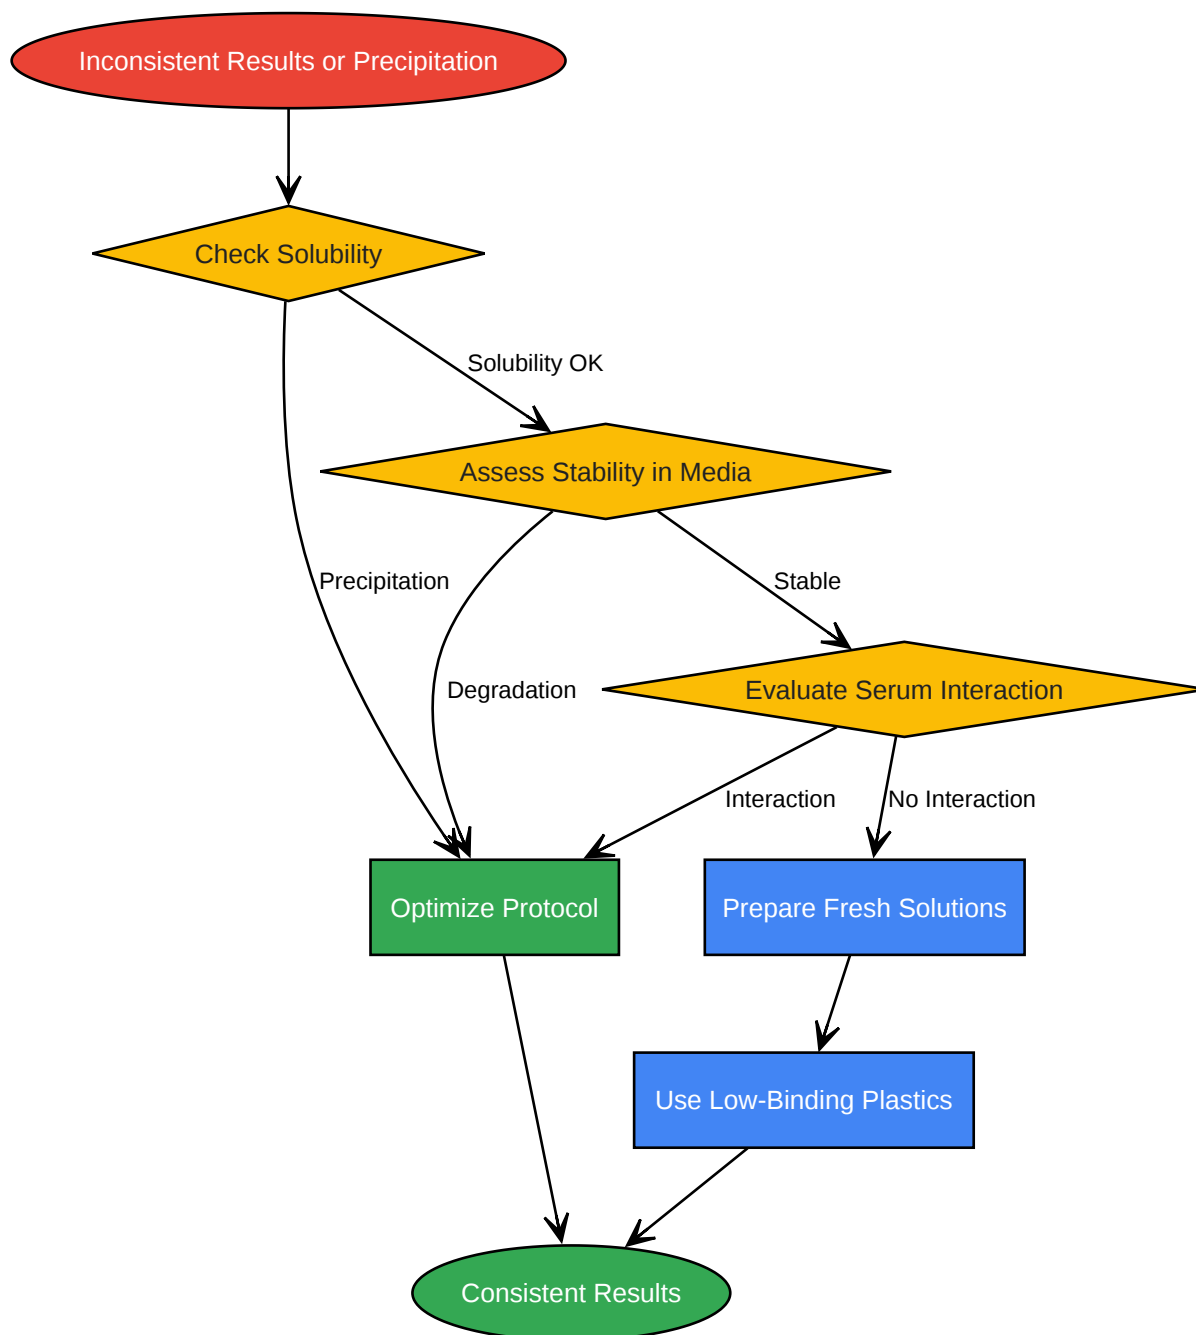 Inconsistent Results or Precipitation
Check Solubility
Solubility OK
Assess Stability in Media
Precipitation
Stable
Degradation
Evaluate Serum Interaction
Interaction
No Interaction
Optimize Protocol
Prepare Fresh Solutions
Use Low-Binding Plastics
Consistent Results